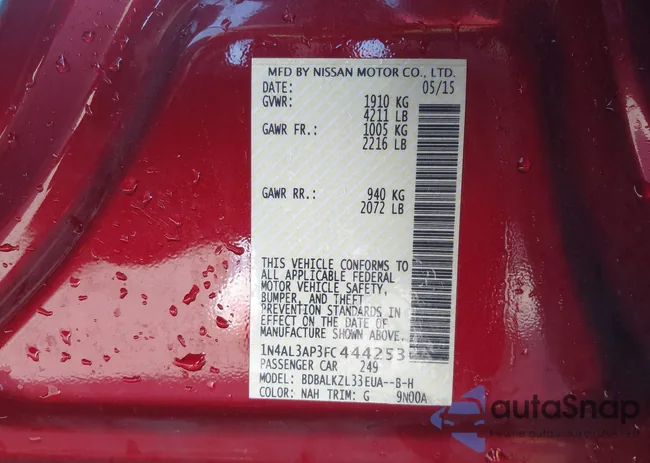 MFD BY NISSAN MOTOR CO., LTD.
DATE: 05/15
GVWR: 1910 KG
4211 LB
GAWR FR.: 1005 KG
2216 LB
GAWR RR.: 940 KG
2072 LB
THIS VEHICLE CONFORMS TO
ALL APPLICABLE FEDERAL
MOTOR VEHICLE SAFETY,
BUMPER, AND THEFT
PREVENTION STANDARDS IN
EFFECT ON THE DATE OF
MANUFACTURE SHOWN ABOVE.
1N4AL3AP3FC444253
PASSENGER CAR 249
MODEL: BDBALKZL33EUA--B-H
COLOR: NAH TRIM: G 9N00A
autoSnap